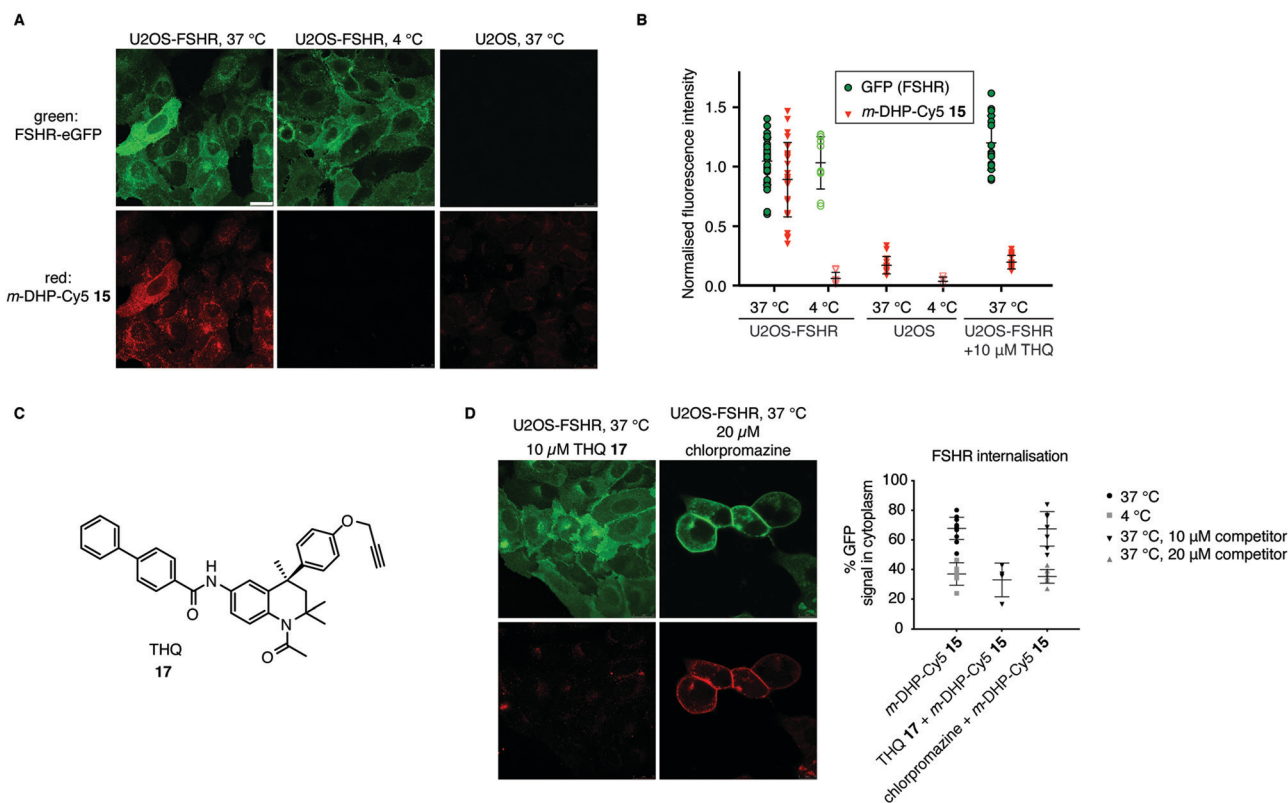 A
U2OS-FSHR, 37 °C
U2OS-FSHR, 4 °C
U2OS, 37 °C
green:
FSHR-eGFP
red:
m-DHP-Cy5 15
B
GFP (FSHR)
m-DHP-Cy5 15
Normalised fluorescence intensity
1.5
1.0
0.5
0.0
37 °C
4 °C
37 °C
4 °C
37 °C
U2OS-FSHR
U2OS
U2OS-FSHR
+10 μM THQ
C
O
H
N
O
N
O
THQ
17
D
U2OS-FSHR, 37 °C
10 μM THQ 17
U2OS-FSHR, 37 °C
20 μM
chlorpromazine
FSHR internalisation
% GFP
signal in cytoplasm
100
80
60
40
20
0
m-DHP-Cy5 15
THQ 17 + m-DHP-Cy5 15
chlorpromazine + m-DHP-Cy5 15
37 °C
4 °C
37 °C, 10 μM competitor
37 °C, 20 μM competitor